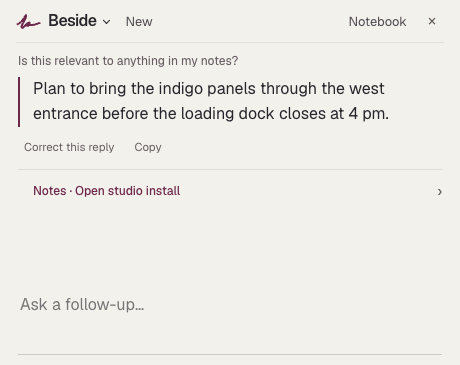 Beside New Notebook ×
Is this relevant to anything in my notes?
Plan to bring the indigo panels through the west
entrance before the loading dock closes at 4 pm.
Correct this reply Copy
Notes · Open studio install ›
Ask a follow-up...